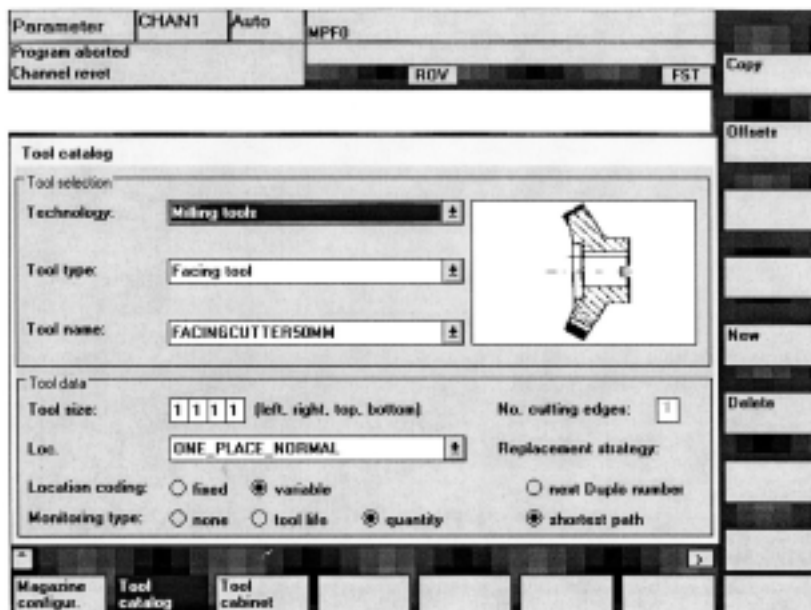 Parameter CHAN1 Auto MPF0
Program aborted
Channel reret ROV FST
Copy
Offsets
Tool catalog
Tool selection
Technology: Milling tools
Tool type: Facing tool
Tool name: FACINGCUTTER50MM
New
Tool data
Tool size: 1 1 1 1 (left, right, top, bottom) No. cutting edges: 1
Delete
Loc. ONE_PLACE_NORMAL Replacement strategy:
Location coding: fixed variable next Duplo number
Monitoring type: none tool life quantity shortest path
^ >
Magazine configur. Tool catalog Tool cabinet